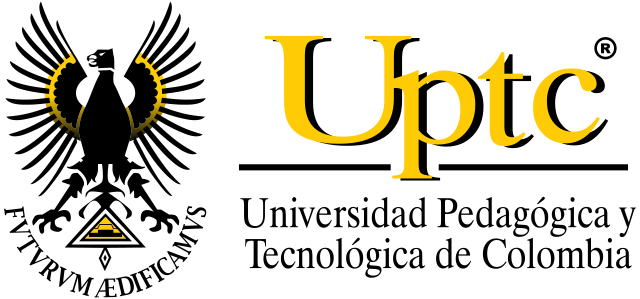 FVTVRVM ÆDIFICAMVS
Uptc®
Universidad Pedagógica y
Tecnológica de Colombia